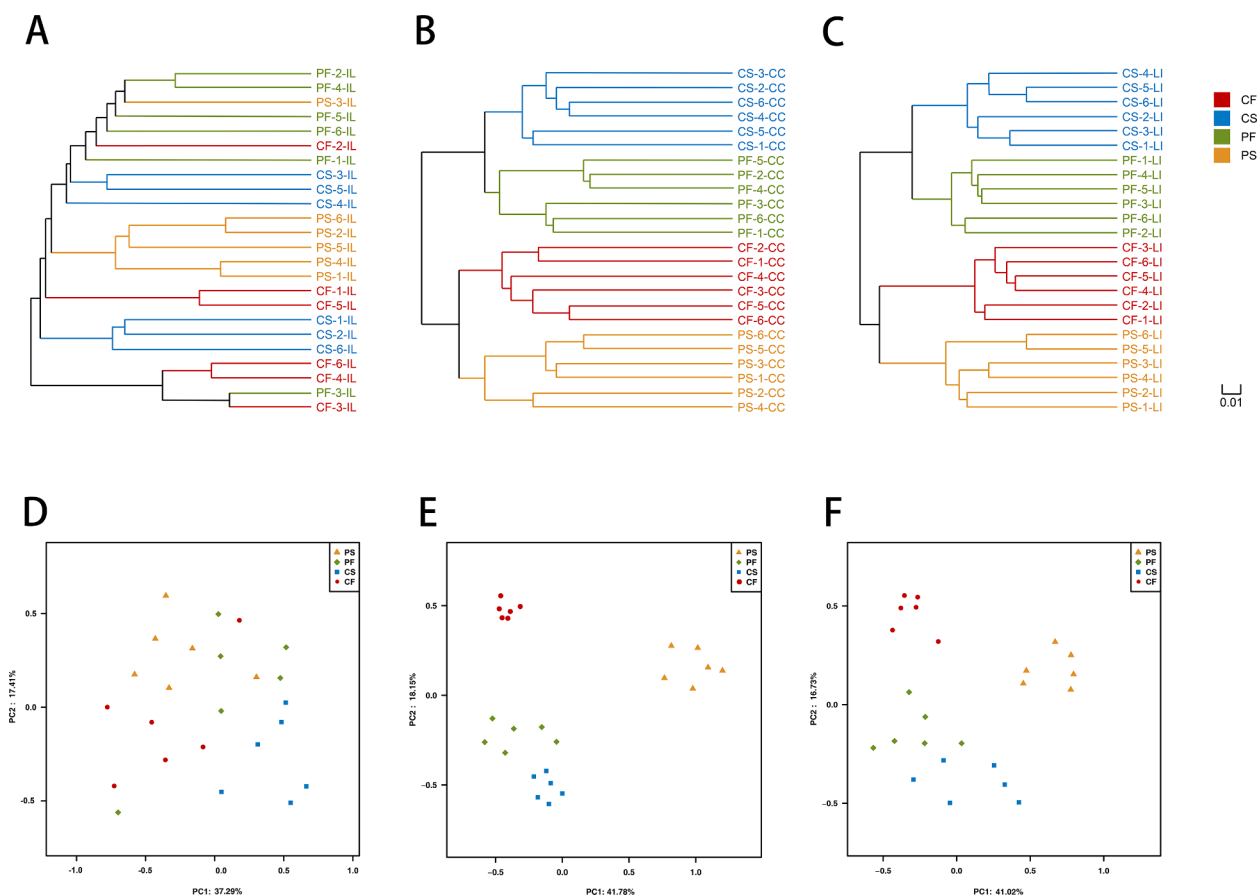 A
B
C
PF-2-IL
PF-4-IL
PS-3-IL
PF-5-IL
PF-6-IL
CF-2-IL
PF-1-IL
CS-3-IL
CS-5-IL
CS-4-IL
PS-6-IL
PS-2-IL
PS-5-IL
PS-4-IL
PS-1-IL
CF-1-IL
CF-5-IL
CS-1-IL
CS-2-IL
CS-6-IL
CF-6-IL
CF-4-IL
PF-3-IL
CF-3-IL
CS-3-CC
CS-2-CC
CS-6-CC
CS-4-CC
CS-5-CC
CS-1-CC
PF-5-CC
PF-2-CC
PF-4-CC
PF-3-CC
PF-6-CC
PF-1-CC
CF-2-CC
CF-1-CC
CF-4-CC
CF-3-CC
CF-5-CC
CF-6-CC
PS-6-CC
PS-5-CC
PS-3-CC
PS-1-CC
PS-2-CC
PS-4-CC
CS-4-LI
CS-5-LI
CS-6-LI
CS-2-LI
CS-3-LI
CS-1-LI
PF-1-LI
PF-4-LI
PF-5-LI
PF-3-LI
PF-6-LI
PF-2-LI
CF-3-LI
CF-6-LI
CF-5-LI
CF-4-LI
CF-2-LI
CF-1-LI
PS-6-LI
PS-5-LI
PS-3-LI
PS-4-LI
PS-2-LI
PS-1-LI
CF
CS
PF
PS
0.01
D
PS
PF
CS
CF
0.5
0.0
-0.5
PC2 : 17.41%
-1.0
-0.5
0.0
0.5
1.0
PC1: 37.29%
E
PS
PF
CS
CF
0.5
0.0
-0.5
PC2 : 18.15%
-0.5
0.0
0.5
1.0
PC1: 41.78%
F
PS
PF
CS
CF
0.5
0.0
-0.5
PC2 : 16.73%
-0.5
0.0
0.5
1.0
PC1: 41.02%